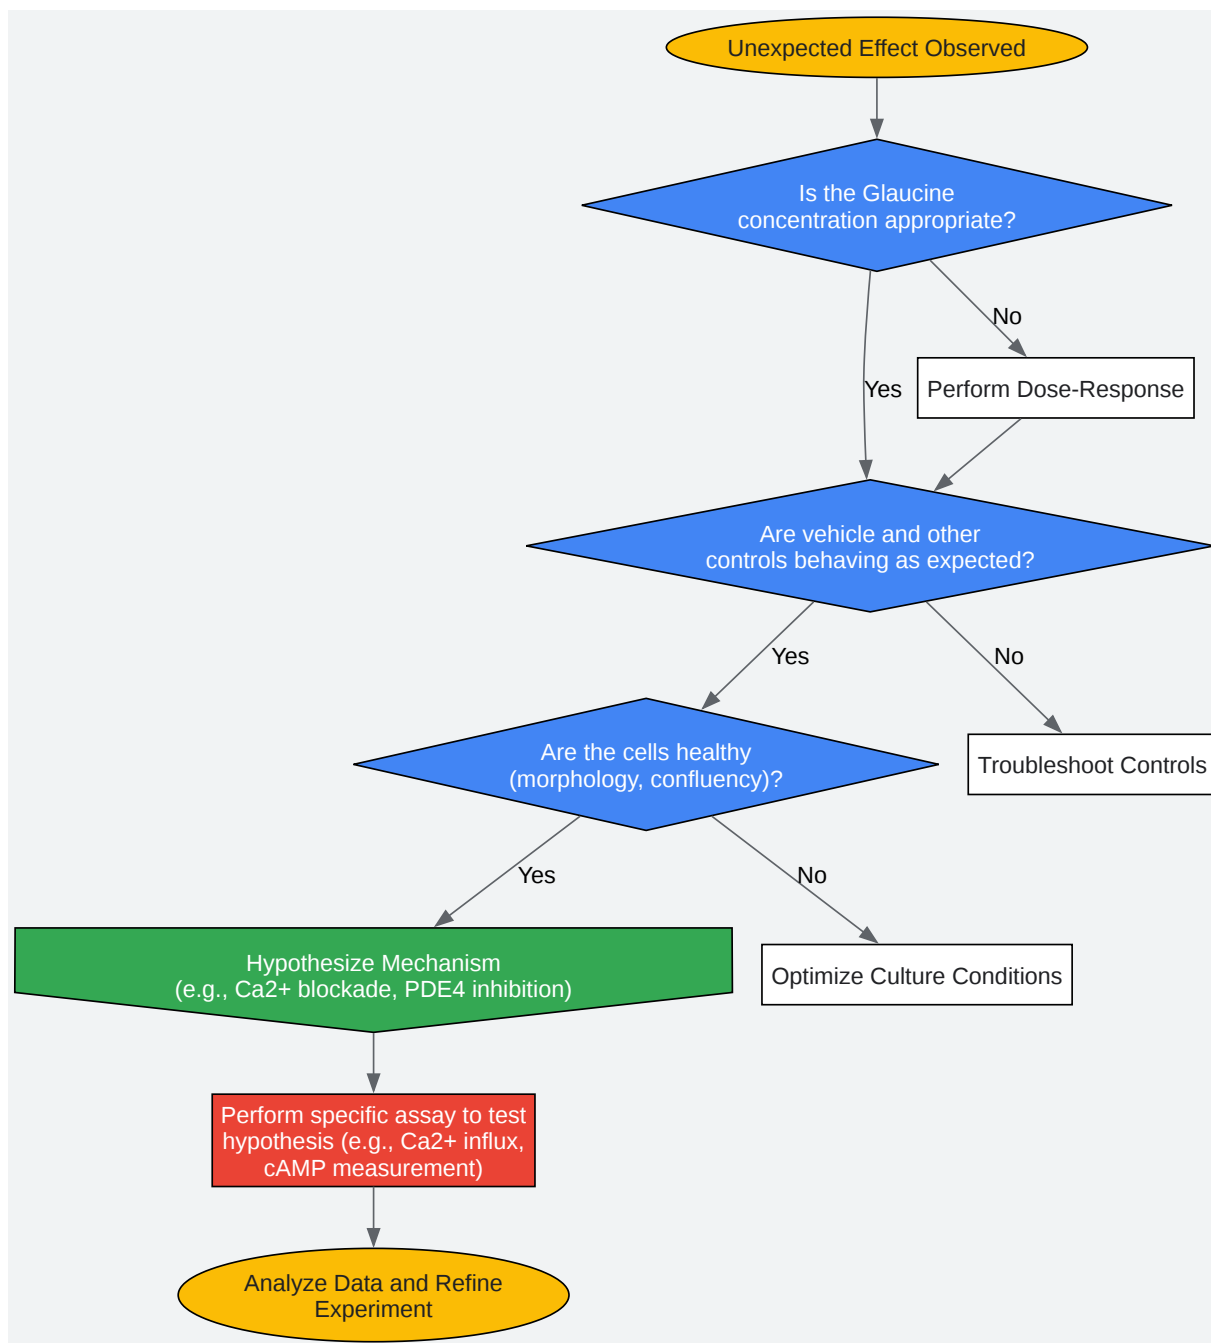 Unexpected Effect Observed
Is the Glaucine
concentration appropriate?
No
Yes
Perform Dose-Response
Are vehicle and other
controls behaving as expected?
Yes
No
Are the cells healthy
(morphology, confluency)?
Troubleshoot Controls
Yes
No
Hypothesize Mechanism
(e.g., Ca2+ blockade, PDE4 inhibition)
Optimize Culture Conditions
Perform specific assay to test
hypothesis (e.g., Ca2+ influx,
cAMP measurement)
Analyze Data and Refine
Experiment